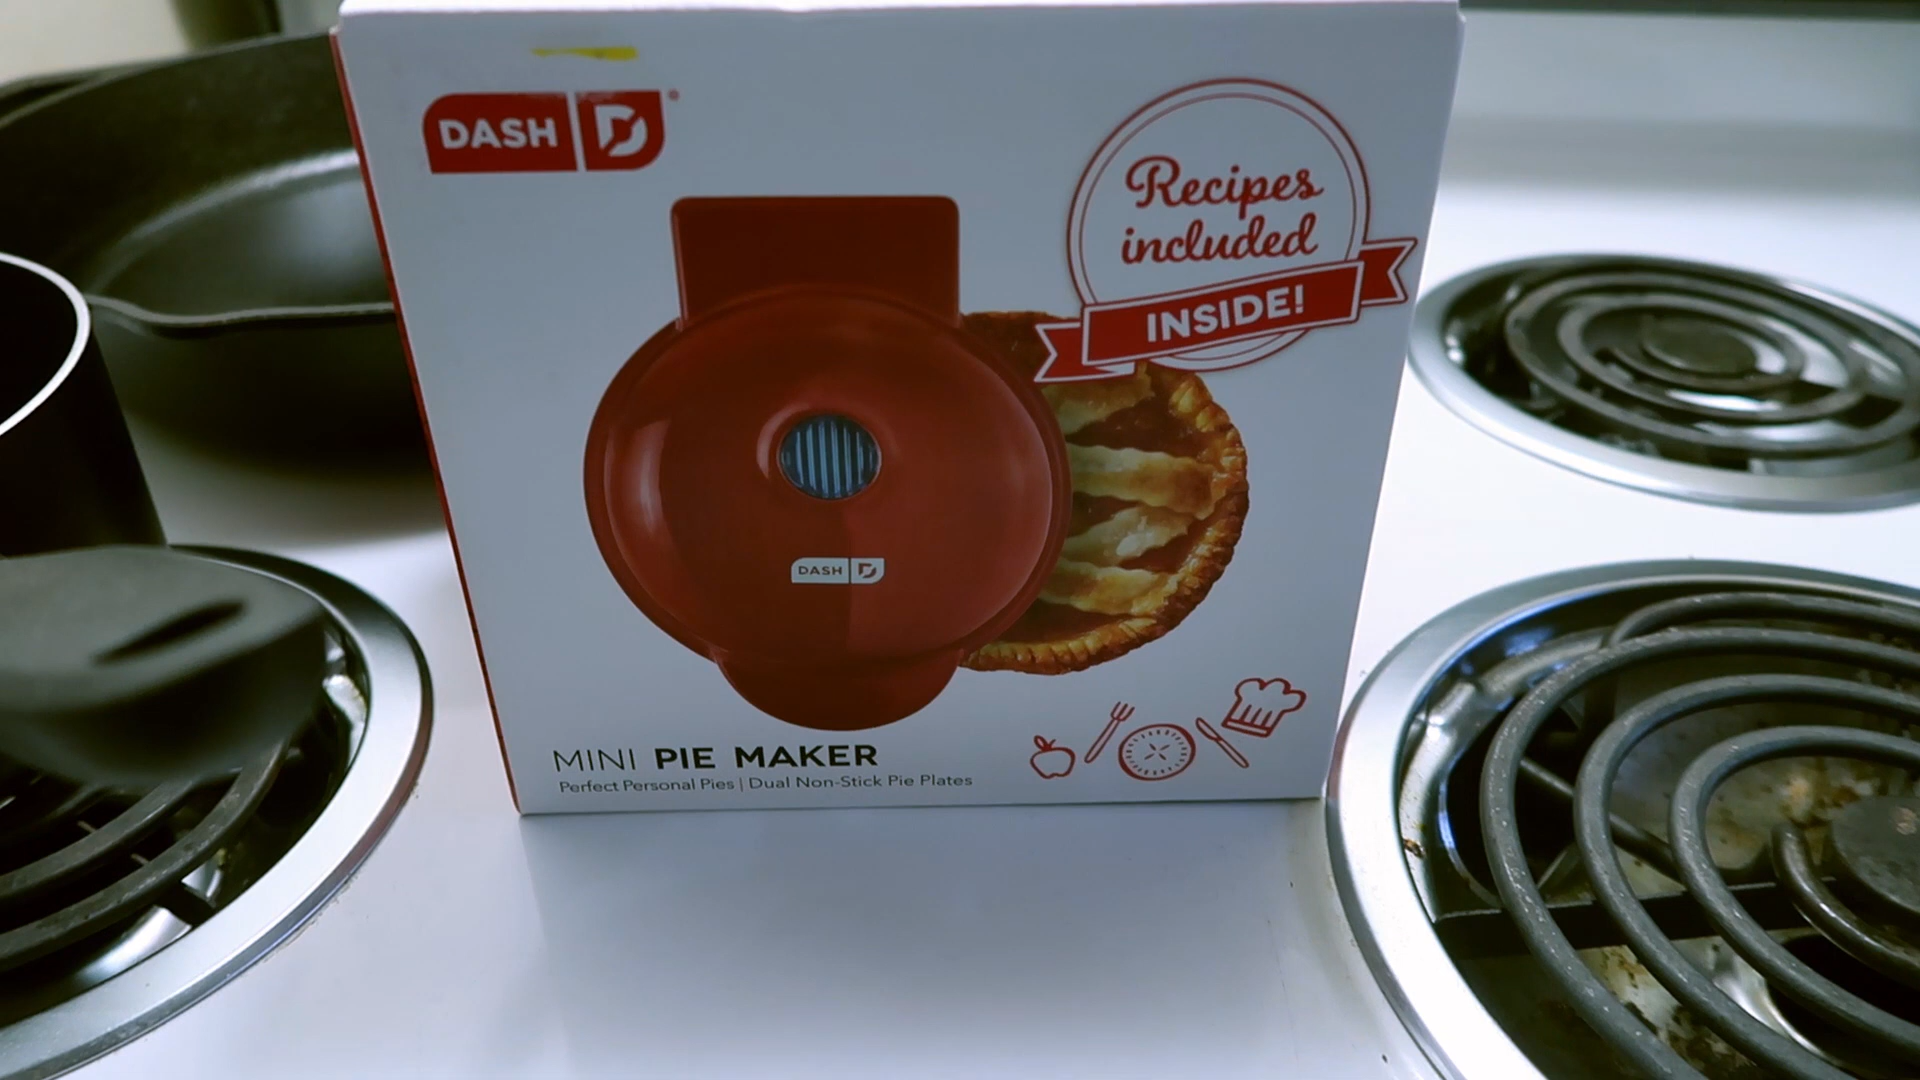 DASH D®
Recipes
included
INSIDE!
DASH D
MINI PIE MAKER
Perfect Personal Pies | Dual Non-Stick Pie Plates